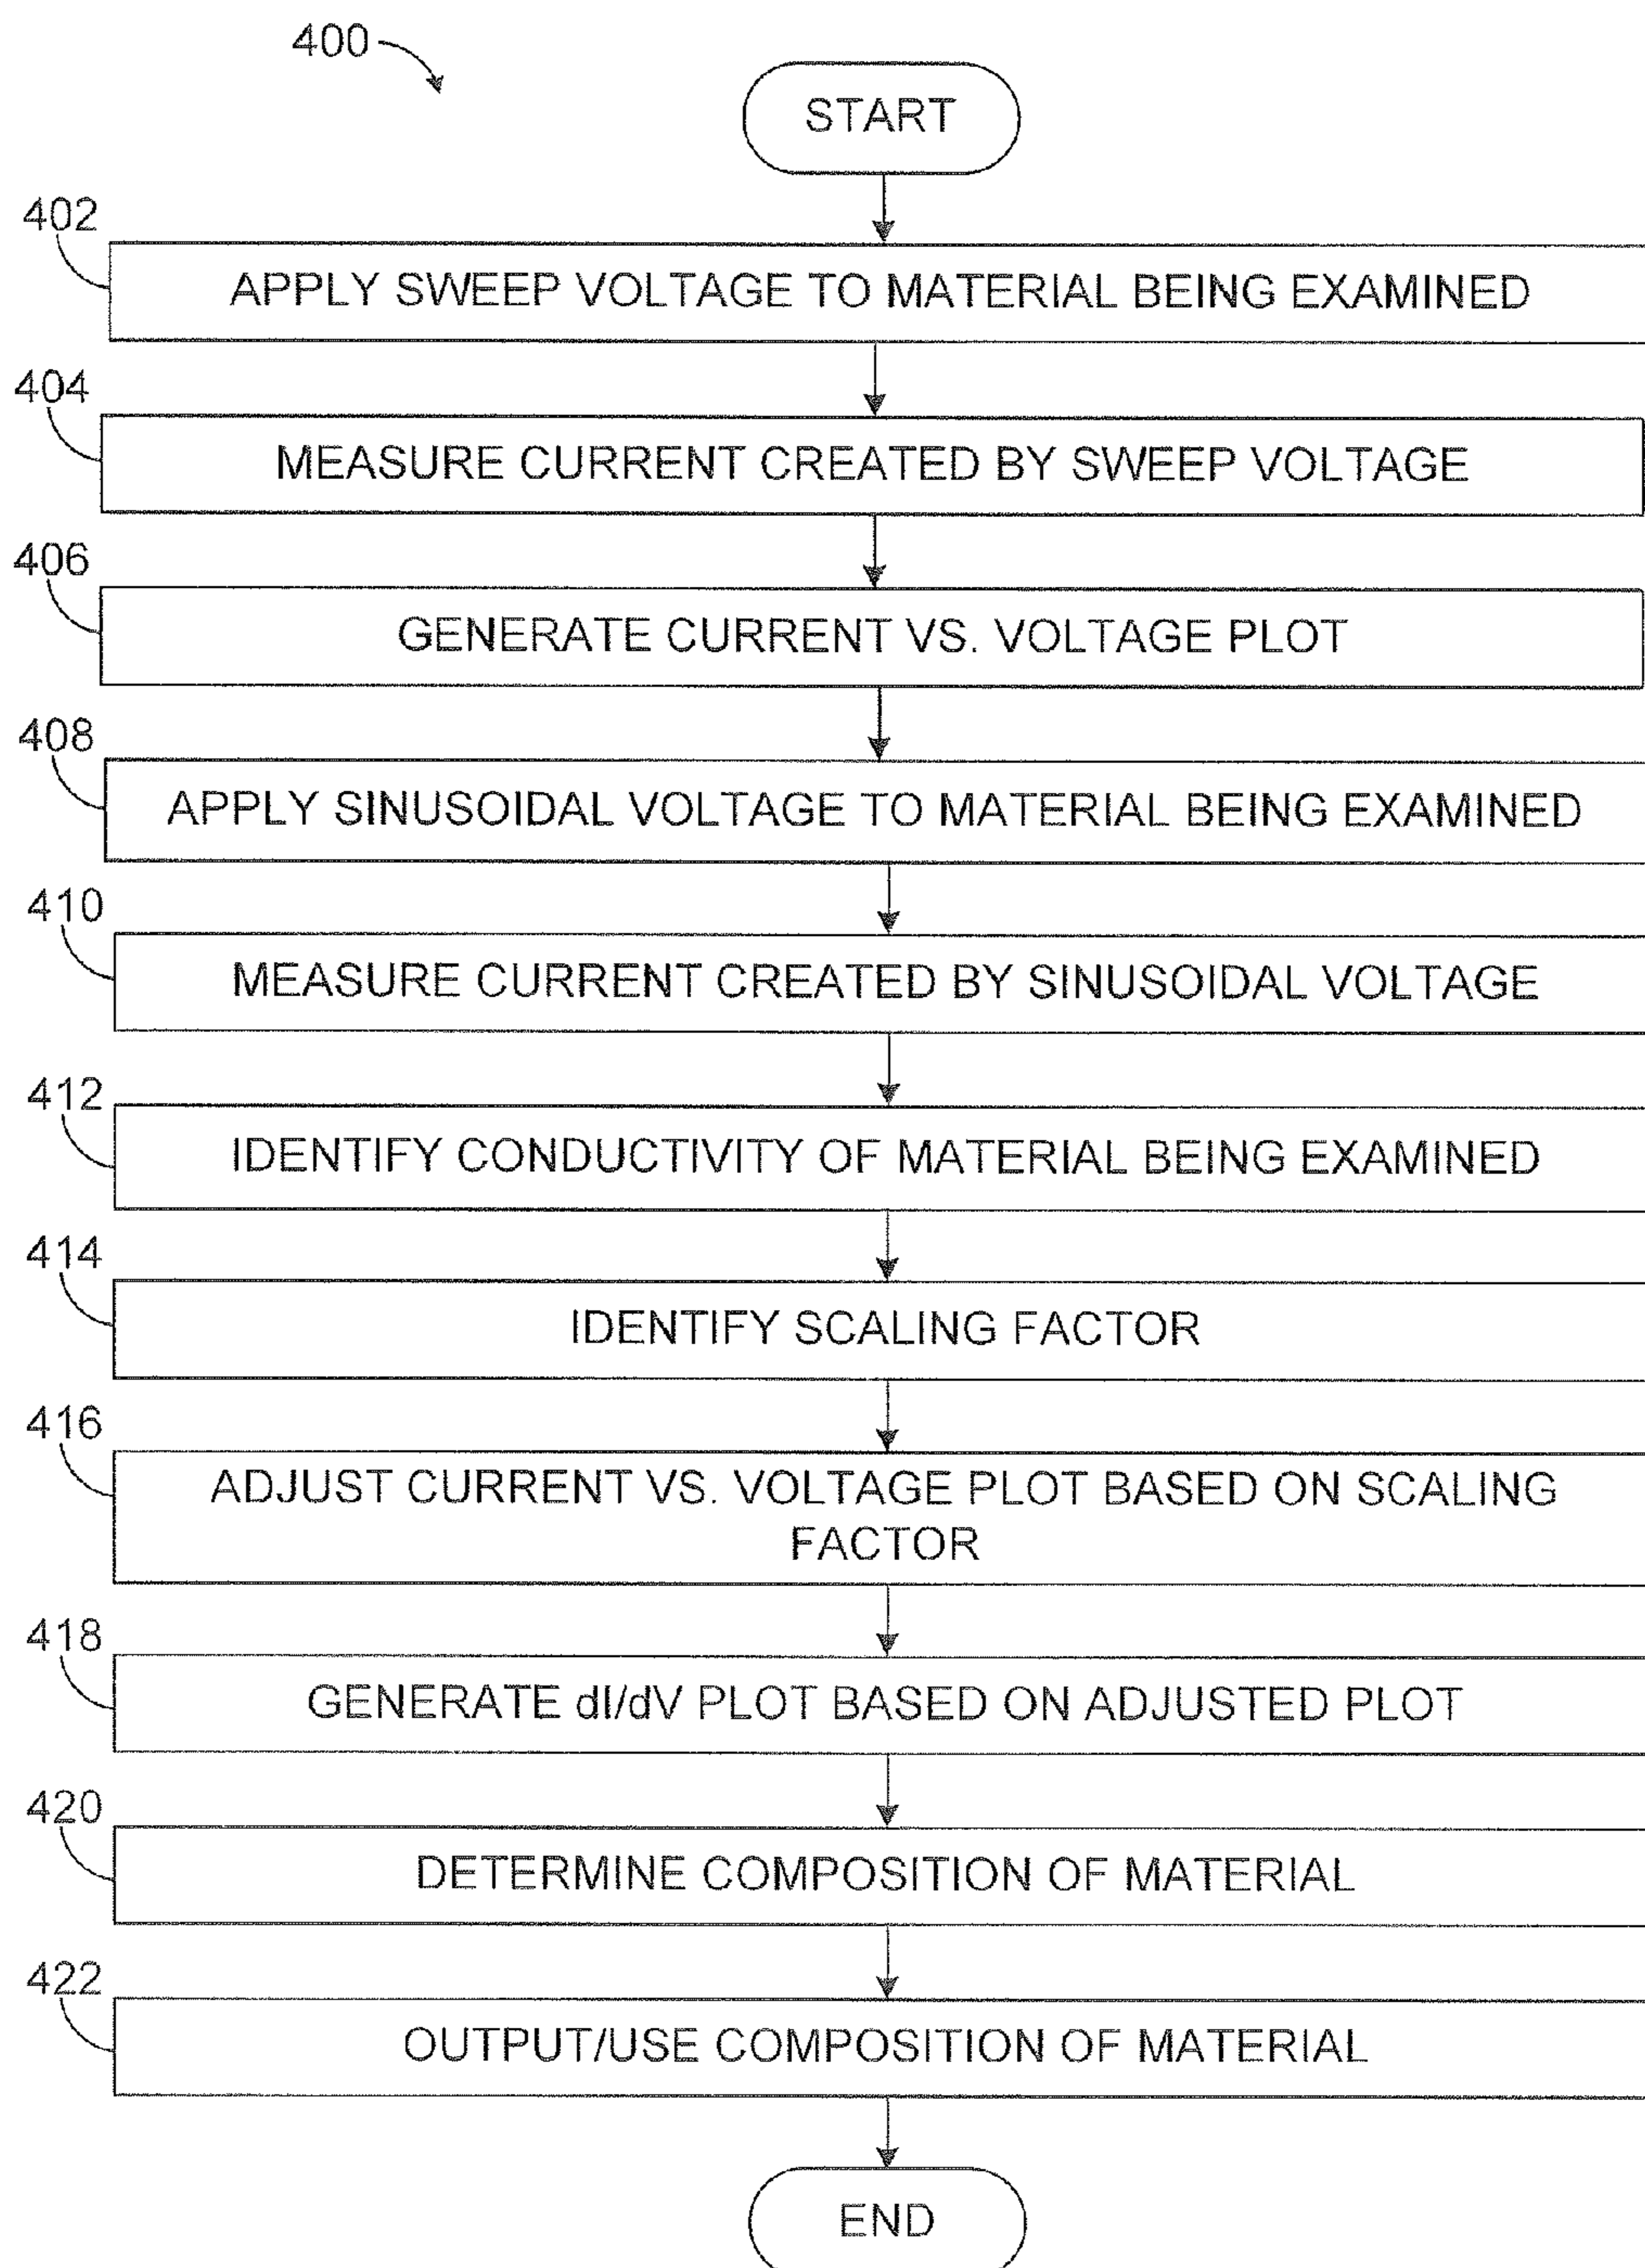 400
START
402
APPLY SWEEP VOLTAGE TO MATERIAL BEING EXAMINED
404
MEASURE CURRENT CREATED BY SWEEP VOLTAGE
406
GENERATE CURRENT VS. VOLTAGE PLOT
408
APPLY SINUSOIDAL VOLTAGE TO MATERIAL BEING EXAMINED
410
MEASURE CURRENT CREATED BY SINUSOIDAL VOLTAGE
412
IDENTIFY CONDUCTIVITY OF MATERIAL BEING EXAMINED
414
IDENTIFY SCALING FACTOR
416
ADJUST CURRENT VS. VOLTAGE PLOT BASED ON SCALING
FACTOR
418
GENERATE dI/dV PLOT BASED ON ADJUSTED PLOT
420
DETERMINE COMPOSITION OF MATERIAL
422
OUTPUT/USE COMPOSITION OF MATERIAL
END